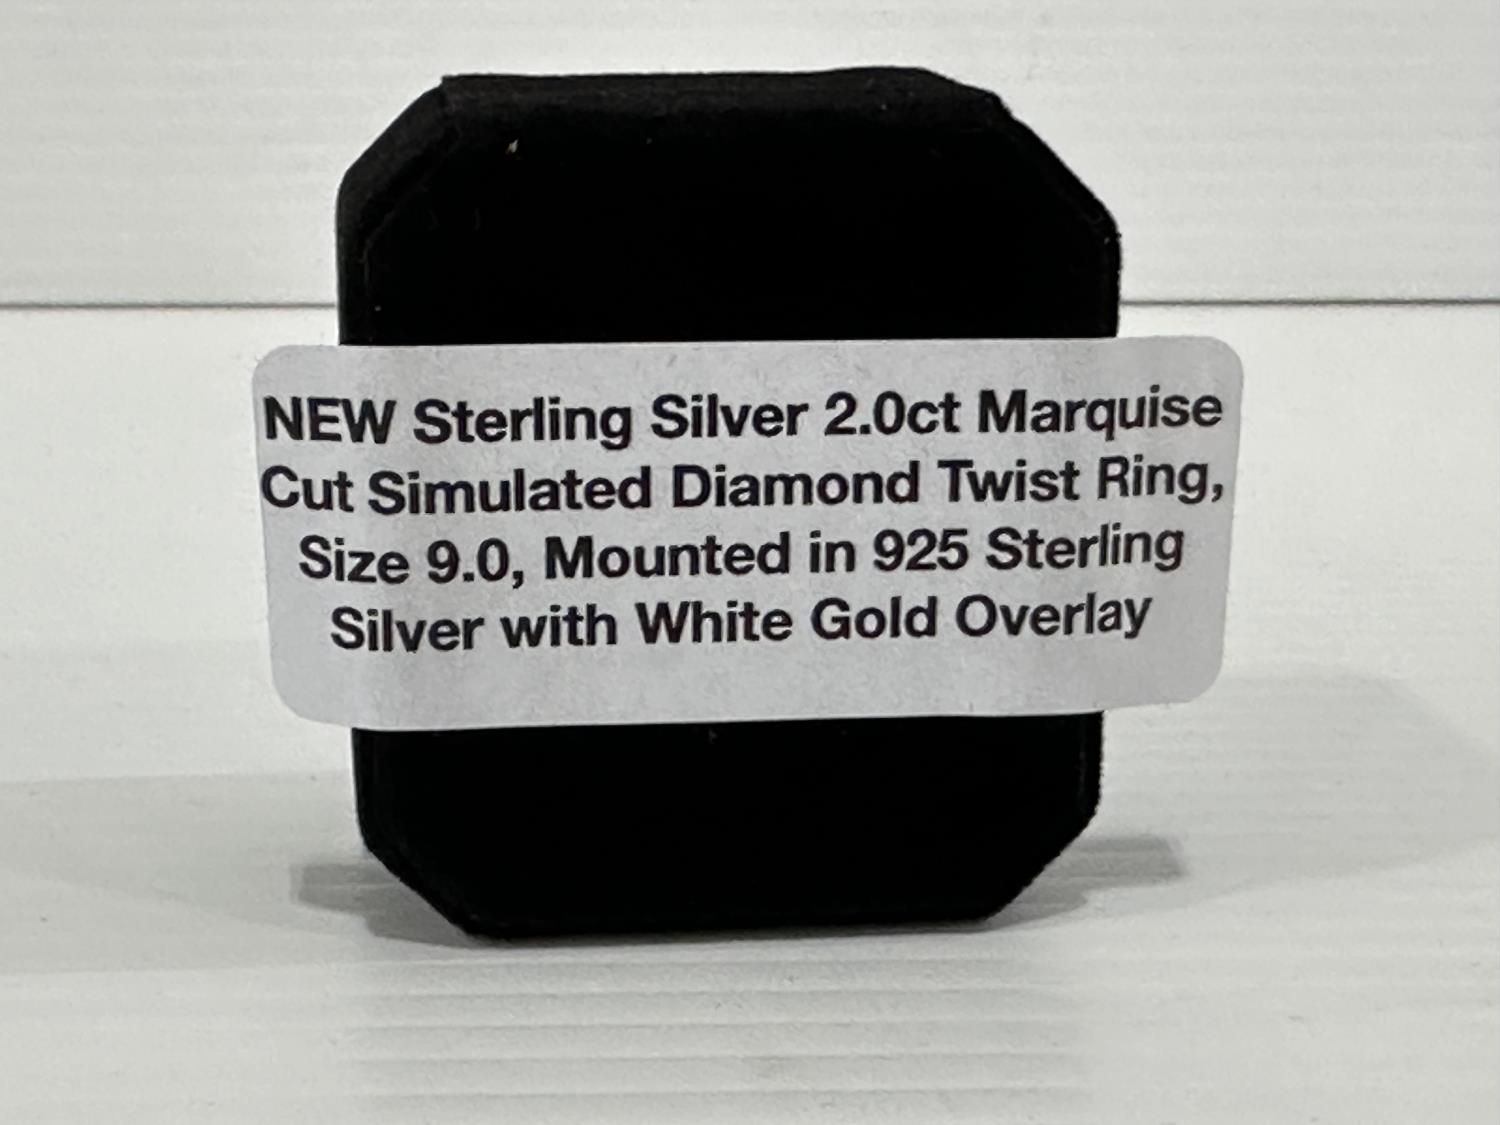 NEW Sterling Silver 2.0ct Marquise
Cut Simulated Diamond Twist Ring,
Size 9.0, Mounted in 925 Sterling
Silver with White Gold Overlay